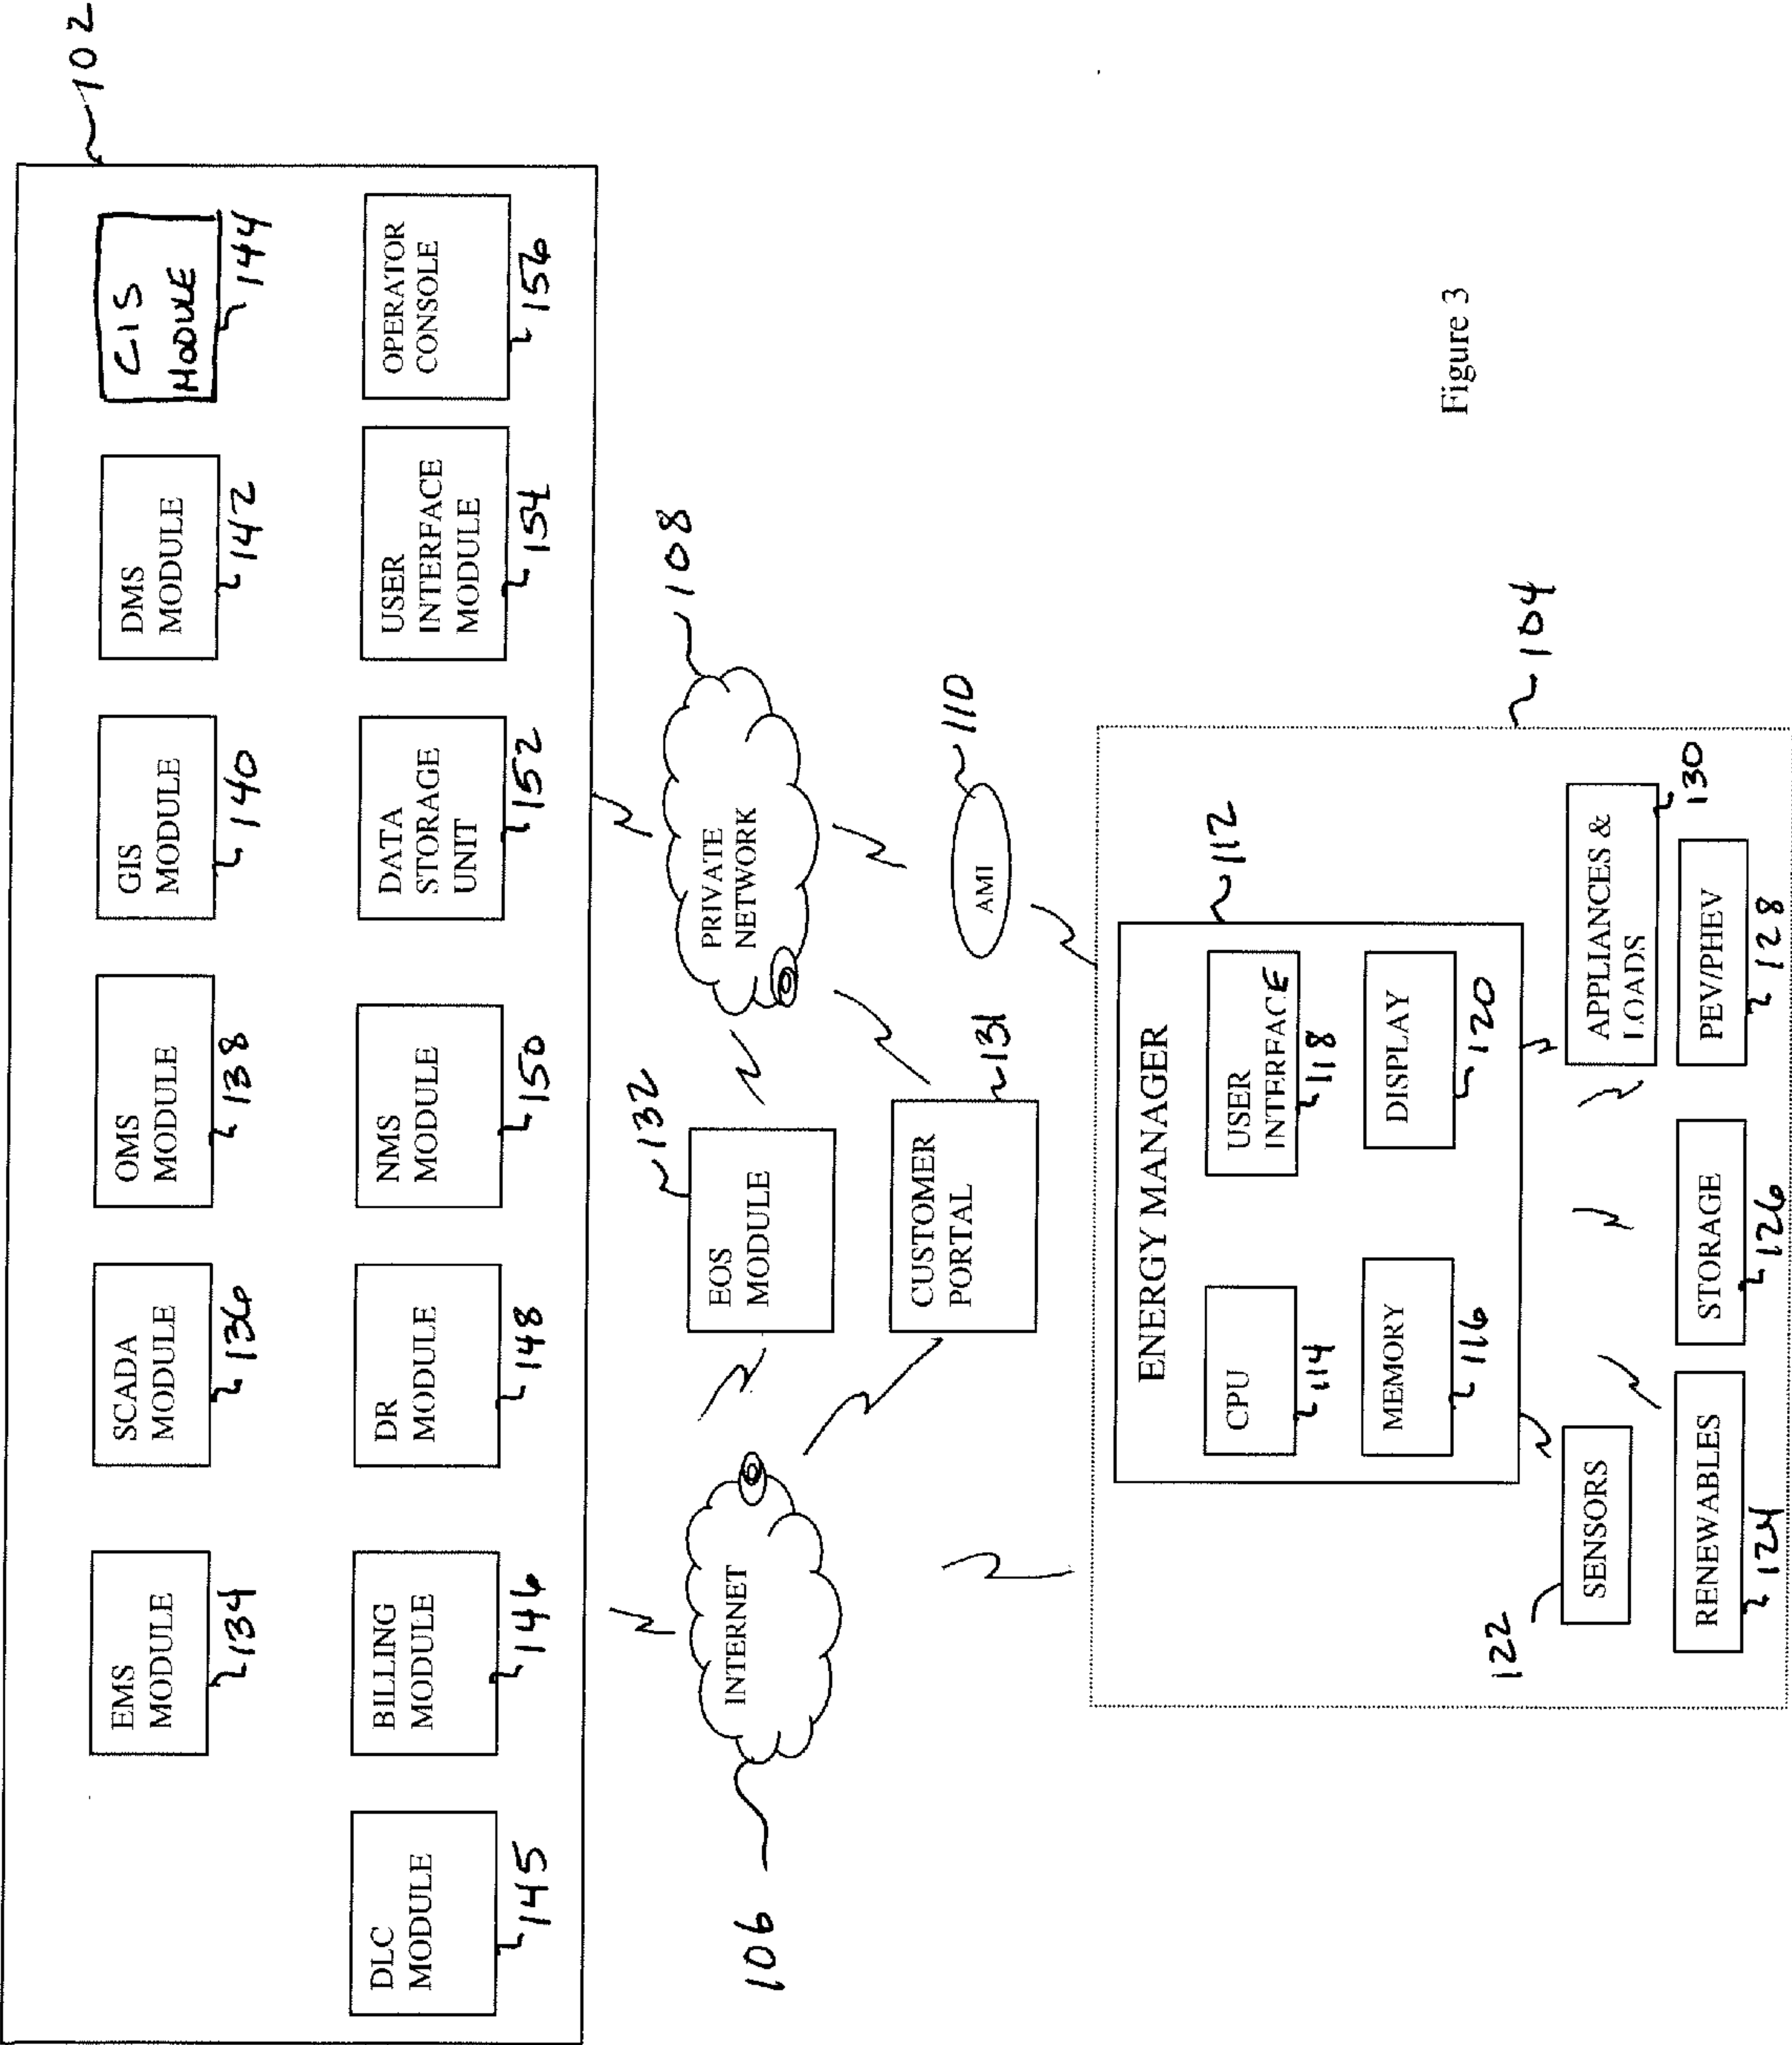 102
EMS
MODULE
134
SCADA
MODULE
136
OMS
MODULE
138
GIS
MODULE
140
DMS
MODULE
142
CIS
MODULE
144
DLC
MODULE
145
BILLING
MODULE
146
DR
MODULE
148
NMS
MODULE
150
DATA
STORAGE
UNIT
152
USER
INTERFACE
MODULE
154
OPERATOR
CONSOLE
156
106
INTERNET
132
EOS
MODULE
CUSTOMER
PORTAL
131
PRIVATE
NETWORK
108
AMI
110
104
ENERGY MANAGER
112
CPU
114
USER
INTERFACE
118
MEMORY
116
DISPLAY
120
122
SENSORS
RENEWABLES
124
STORAGE
126
APPLIANCES &
LOADS
130
PEV/PHEV
128
Figure 3